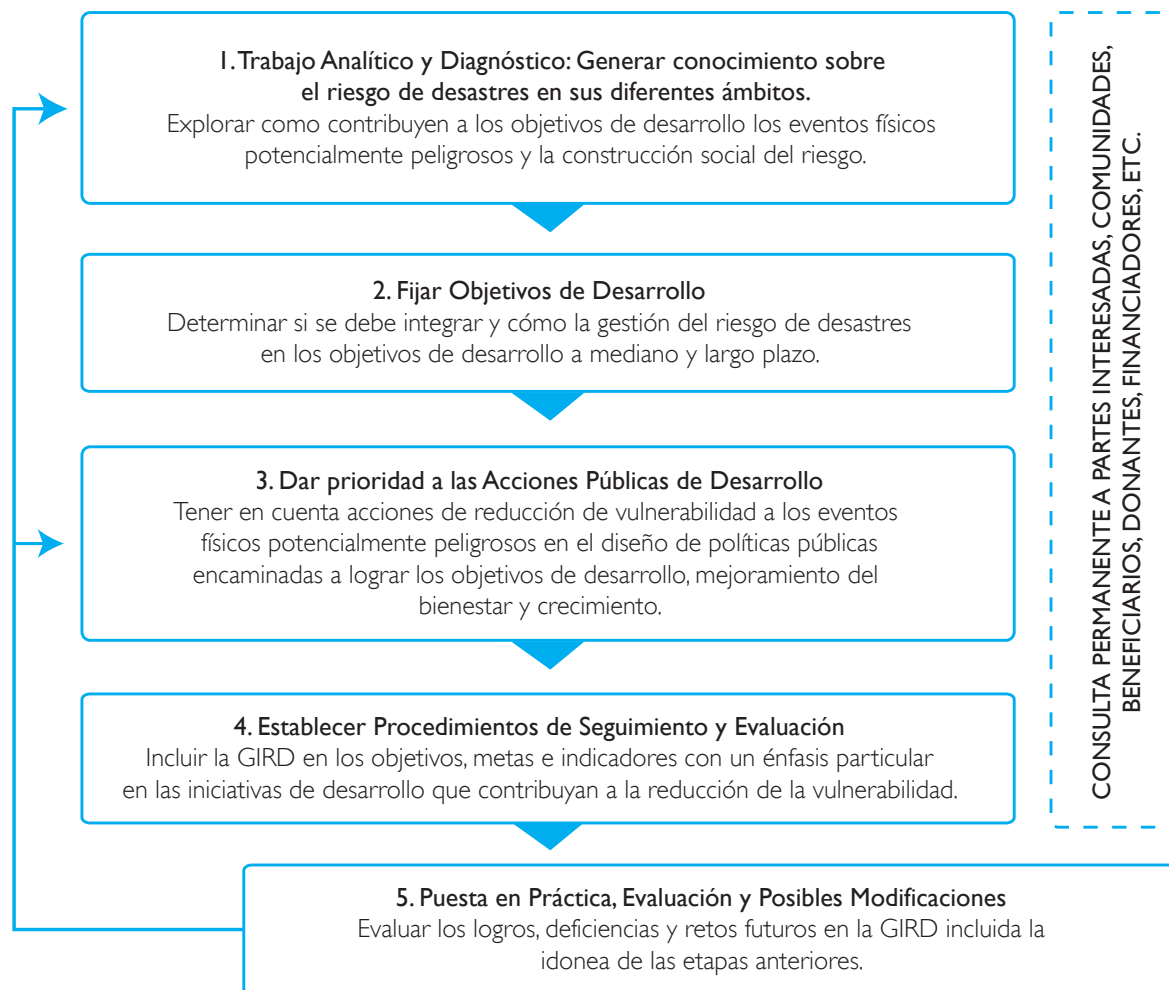 1. Trabajo Analítico y Diagnóstico: Generar conocimiento sobre
el riesgo de desastres en sus diferentes ámbitos.
Explorar como contribuyen a los objetivos de desarrollo los eventos físicos
potencialmente peligrosos y la construcción social del riesgo.
2. Fijar Objetivos de Desarrollo
Determinar si se debe integrar y cómo la gestión del riesgo de desastres
en los objetivos de desarrollo a mediano y largo plazo.
3. Dar prioridad a las Acciones Públicas de Desarrollo
Tener en cuenta acciones de reducción de vulnerabilidad a los eventos
físicos potencialmente peligrosos en el diseño de políticas públicas
encaminadas a lograr los objetivos de desarrollo, mejoramiento del
bienestar y crecimiento.
4. Establecer Procedimientos de Seguimiento y Evaluación
Incluir la GIRD en los objetivos, metas e indicadores con un énfasis particular
en las iniciativas de desarrollo que contribuyan a la reducción de la vulnerabilidad.
5. Puesta en Práctica, Evaluación y Posibles Modificaciones
Evaluar los logros, deficiencias y retos futuros en la GIRD incluida la
idonea de las etapas anteriores.
CONSULTA PERMANENTE A PARTES INTERESADAS, COMUNIDADES,
BENEFICIARIOS, DONANTES, FINANCIADORES, ETC.